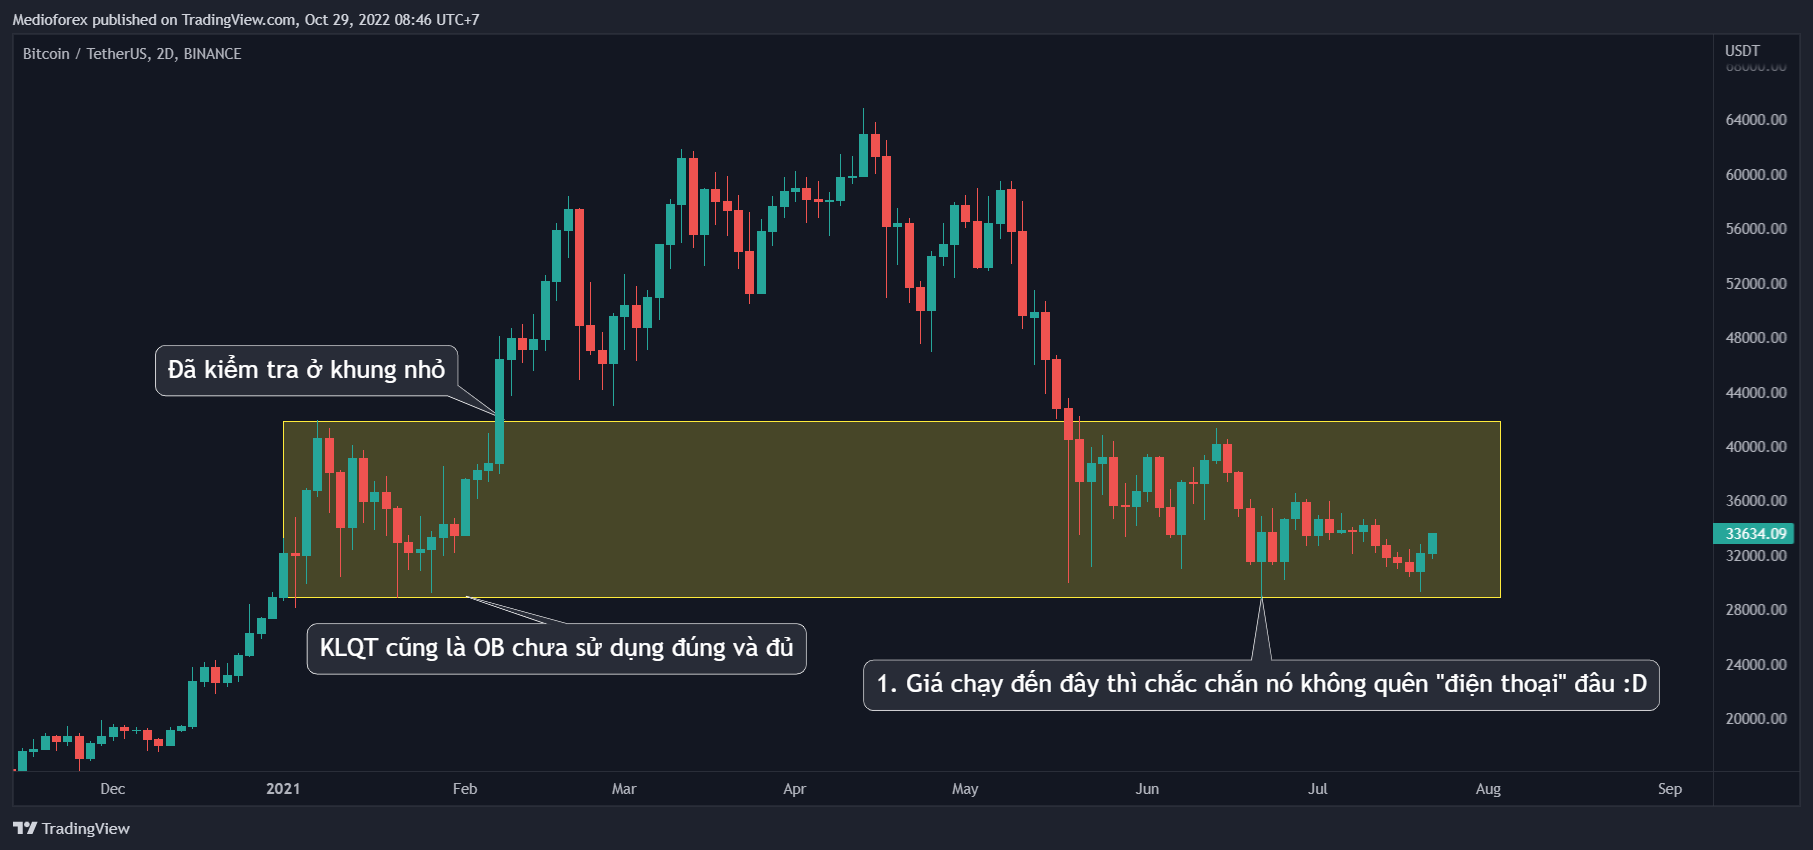 Medioforex published on TradingView.com, Oct 29, 2022 08:46 UTC+7
Bitcoin / TetherUS, 2D, BINANCE
USDT
68000.00
64000.00
60000.00
56000.00
52000.00
48000.00
Đã kiểm tra ở khung nhỏ
44000.00
40000.00
36000.00
33634.09
32000.00
28000.00
KLQT cũng là OB chưa sử dụng đúng và đủ
24000.00
1. Giá chạy đến đây thì chắc chắn nó không quên "điện thoại" đâu :D
20000.00
Dec 2021 Feb Mar Apr May Jun Jul Aug Sep
TradingView